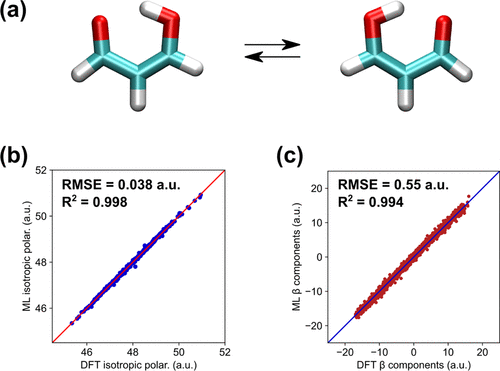 (a)
(b)
52
RMSE = 0.038 a.u.
R² = 0.998
50
48
46
ML isotropic polar. (a.u.)
46 48 50 52
DFT isotropic polar. (a.u.)
(c)
RMSE = 0.55 a.u.
R² = 0.994
20
10
0
−10
−20
ML β components (a.u.)
−20 −10 0 10 20
DFT β components (a.u.)